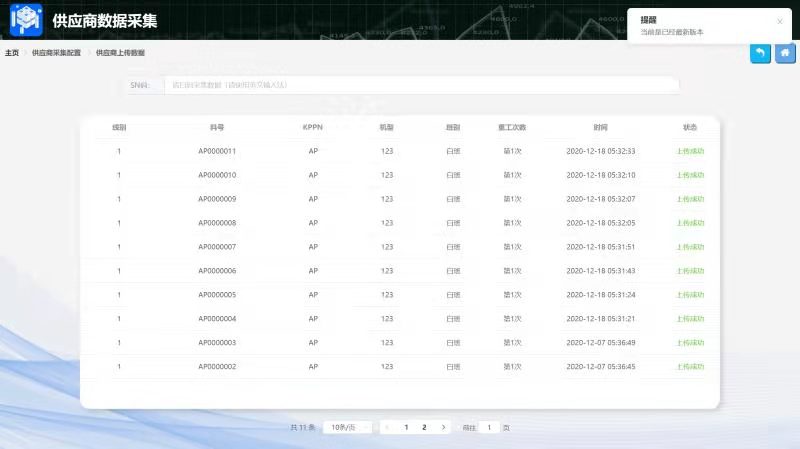 供应商数据采集
提醒
当前是已经最新版本
主页 供应商采集配置 供应商上传数据
SN码: 请扫码采集数据（请使用英文输入法）
级别 料号 KPPN 机型 班别 重工次数 时间 状态
1 AP0000011 AP 123 白班 第1次 2020-12-18 05:32:33 上传成功
1 AP0000010 AP 123 白班 第1次 2020-12-18 05:32:10 上传成功
1 AP0000009 AP 123 白班 第1次 2020-12-18 05:32:07 上传成功
1 AP0000008 AP 123 白班 第1次 2020-12-18 05:32:05 上传成功
1 AP0000007 AP 123 白班 第1次 2020-12-18 05:31:51 上传成功
1 AP0000006 AP 123 白班 第1次 2020-12-18 05:31:43 上传成功
1 AP0000005 AP 123 白班 第1次 2020-12-18 05:31:24 上传成功
1 AP0000004 AP 123 白班 第1次 2020-12-18 05:31:21 上传成功
1 AP0000003 AP 123 白班 第1次 2020-12-07 05:36:49 上传成功
1 AP0000002 AP 123 白班 第1次 2020-12-07 05:36:45 上传成功
共 11 条 10条/页 1 2 前往 1 页